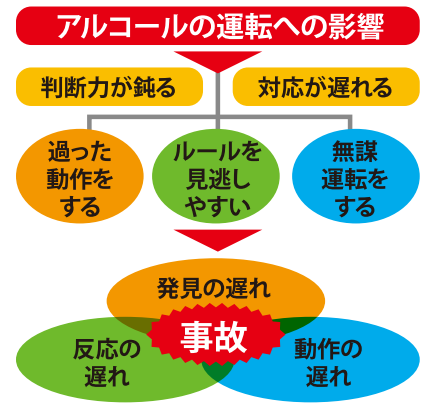 アルコールの運転への影響
判断力が鈍る
対応が遅れる
過った
動作を
する
ルールを
見逃し
やすい
無謀
運転を
する
発見の遅れ
事故
反応の
遅れ
動作の
遅れ